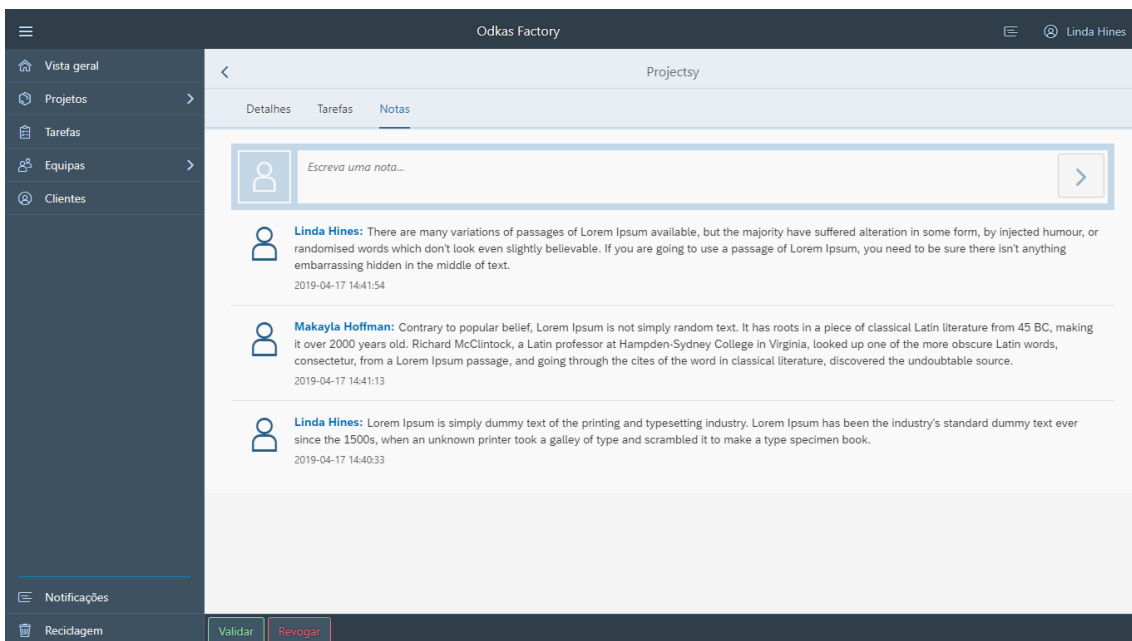 Odkas Factory
Linda Hines
Vista geral
Projetos
Tarefas
Equipas
Clientes
Notificações
Reciclagem
Projectsy
Detalhes Tarefas Notas
Escreva uma nota...
Linda Hines: There are many variations of passages of Lorem Ipsum available, but the majority have suffered alteration in some form, by injected humour, or
randomised words which don't look even slightly believable. If you are going to use a passage of Lorem Ipsum, you need to be sure there isn't anything
embarrassing hidden in the middle of text.
2019-04-17 14:41:54
Makayla Hoffman: Contrary to popular belief, Lorem Ipsum is not simply random text. It has roots in a piece of classical Latin literature from 45 BC, making
it over 2000 years old. Richard McClintock, a Latin professor at Hampden-Sydney College in Virginia, looked up one of the more obscure Latin words,
consectetur, from a Lorem Ipsum passage, and going through the cites of the word in classical literature, discovered the undoubtable source.
2019-04-17 14:41:13
Linda Hines: Lorem Ipsum is simply dummy text of the printing and typesetting industry. Lorem Ipsum has been the industry's standard dummy text ever
since the 1500s, when an unknown printer took a galley of type and scrambled it to make a type specimen book.
2019-04-17 14:40:33
Validar Revogar